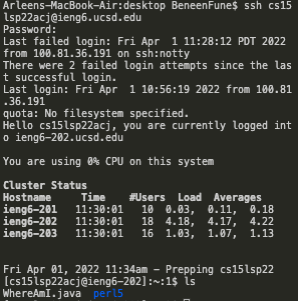 Arleens-MacBook-Air:desktop BeneenFune$ ssh cs15
lsp22acj@ieng6.ucsd.edu
Password:
Last failed login: Fri Apr  1 11:28:12 PDT 2022
from 100.81.36.191 on ssh:notty
There were 2 failed login attempts since the las
t successful login.
Last login: Fri Apr  1 10:56:19 2022 from 100.81
.36.191
quota: No filesystem specified.
Hello cs15lsp22acj, you are currently logged int
o ieng6-202.ucsd.edu
You are using 0% CPU on this system
Cluster Status
Hostname     Time    #Users  Load  Averages
ieng6-201   11:30:01   10  0.03,  0.11,  0.18
ieng6-202   11:30:01   18  4.18,  4.17,  4.22
ieng6-203   11:30:01   16  1.03,  1.07,  1.13
Fri Apr 01, 2022 11:34am - Prepping cs15lsp22
[cs15lsp22acj@ieng6-202]:~:1$ ls
WhereAmI.java  perl5